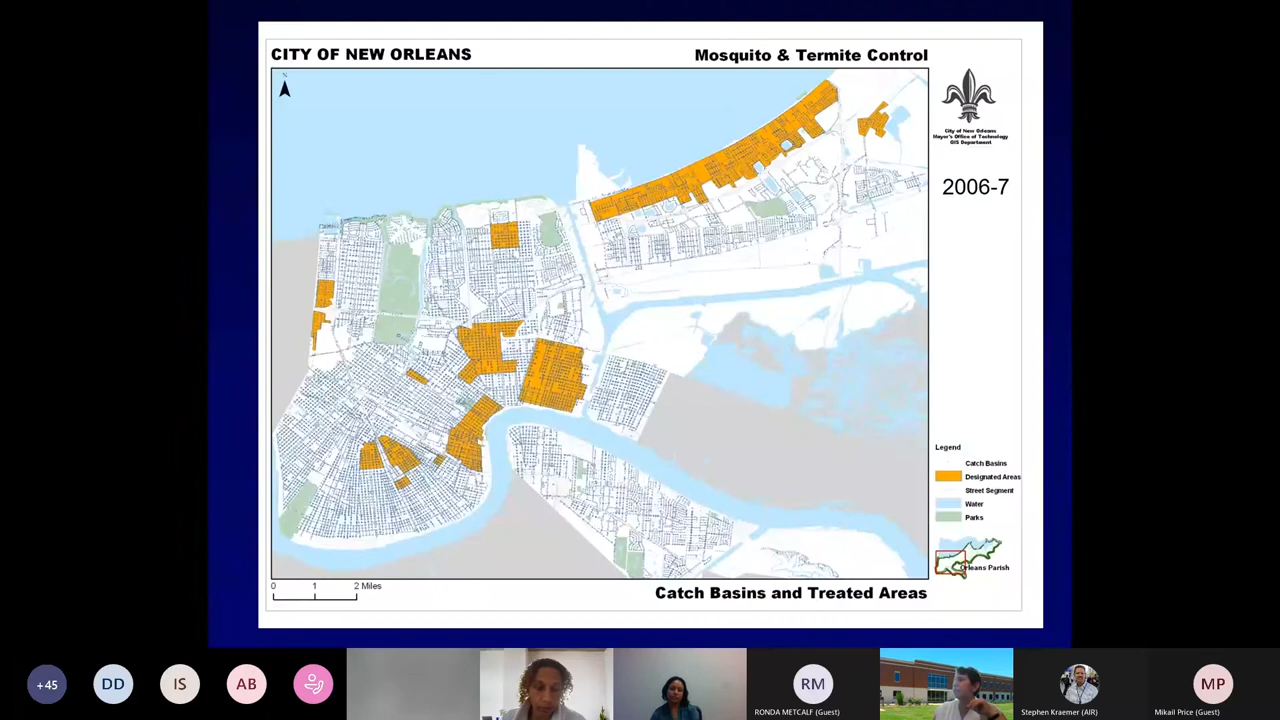 CITY OF NEW ORLEANS
Mosquito & Termite Control
N
City of New Orleans
Mayor's Office of Technology
GIS Department
2006-7
Legend
Catch Basins
Designated Areas
Street Segment
Water
Parks
rleans Parish
0 1 2 Miles
Catch Basins and Treated Areas
+45
DD
IS
AB
RM
MP
RONDA METCALF (Guest)
Stephen Kraemer (AIR)
Mikail Price (Guest)